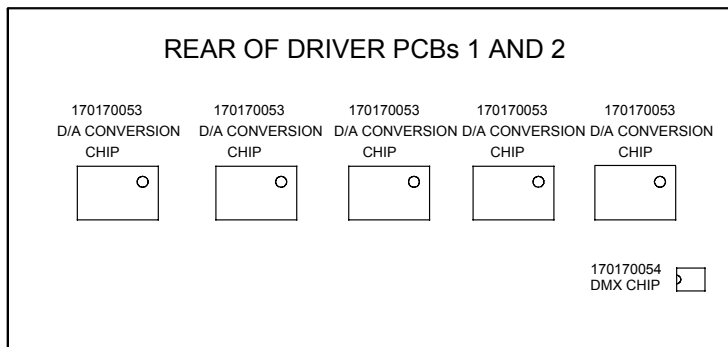 REAR OF DRIVER PCBs 1 AND 2
170170053 170170053 170170053 170170053 170170053
D/A CONVERSION D/A CONVERSION D/A CONVERSION D/A CONVERSION D/A CONVERSION
CHIP CHIP CHIP CHIP CHIP
170170054
DMX CHIP